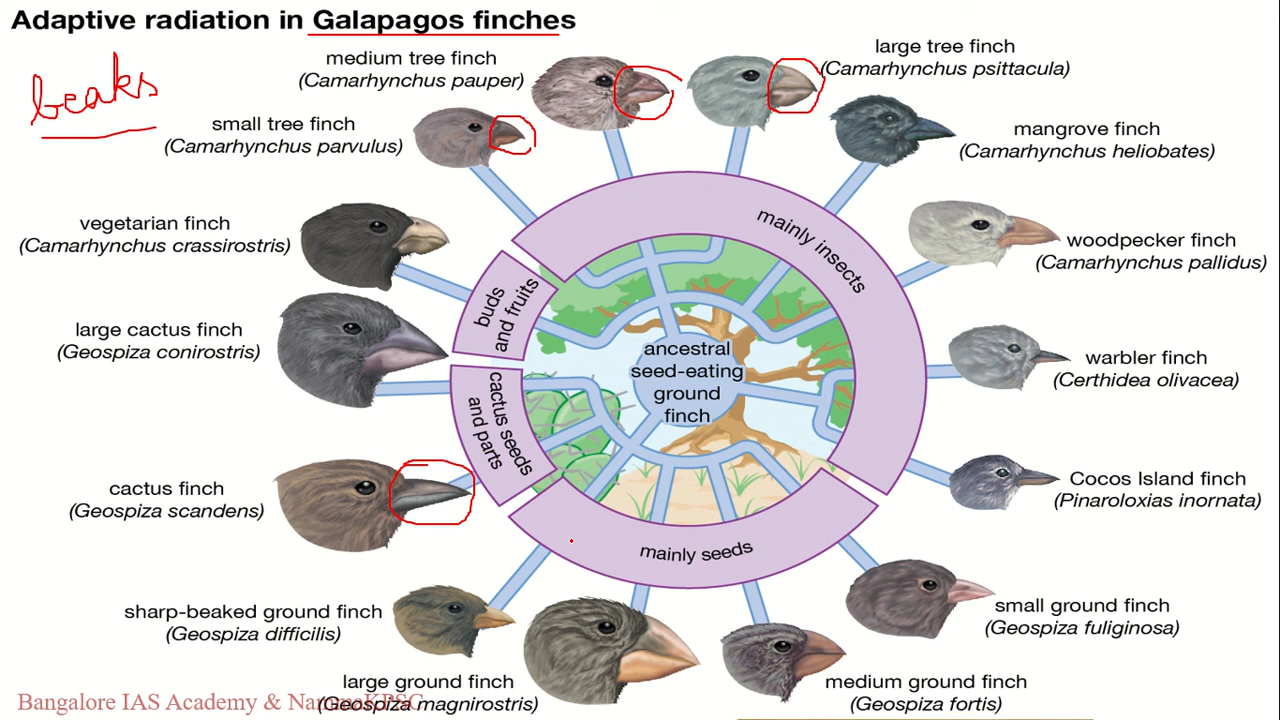 Adaptive radiation in Galapagos finches
beaks
medium tree finch
(Camarhynchus pauper)
large tree finch
(Camarhynchus psittacula)
small tree finch
(Camarhynchus parvulus)
mangrove finch
(Camarhynchus heliobates)
vegetarian finch
(Camarhynchus crassirostris)
woodpecker finch
(Camarhynchus pallidus)
large cactus finch
(Geospiza conirostris)
warbler finch
(Certhidea olivacea)
cactus finch
(Geospiza scandens)
Cocos Island finch
(Pinaroloxias inornata)
sharp-beaked ground finch
(Geospiza difficilis)
small ground finch
(Geospiza fuliginosa)
large ground finch
(Geospiza magnirostris)
medium ground finch
(Geospiza fortis)
mainly insects
buds
and fruits
cactus seeds
and parts
mainly seeds
ancestral
seed-eating
ground
finch
Bangalore IAS Academy & NammaKPSC